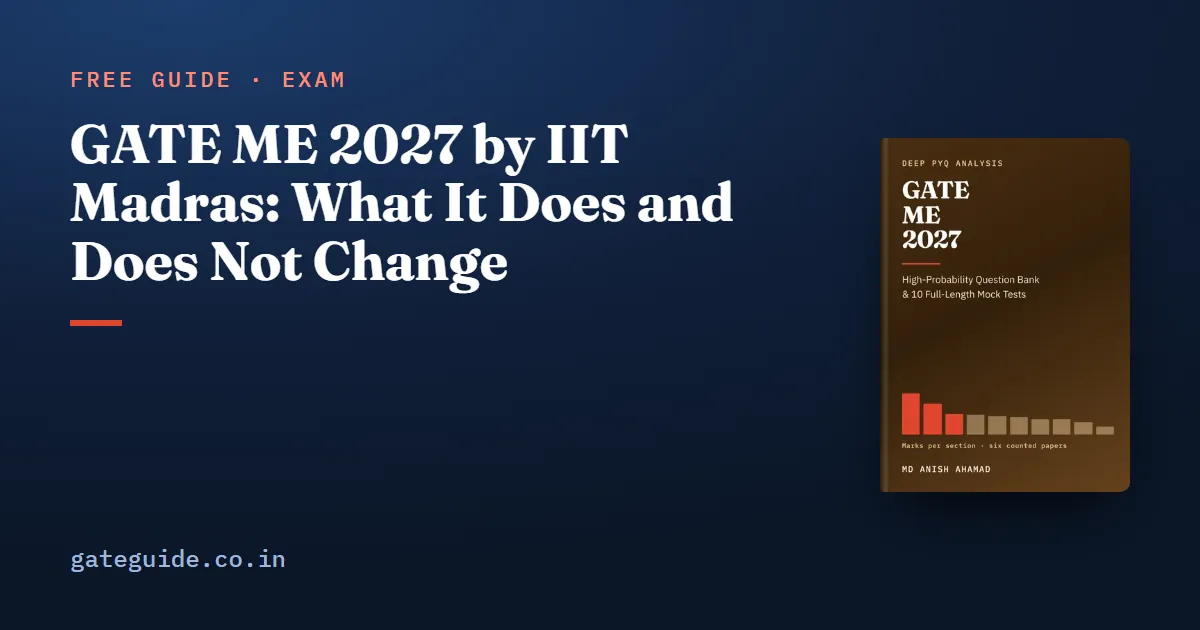 FREE GUIDE · EXAM
GATE ME 2027 by IIT
Madras: What It Does and
Does Not Change
gateguide.co.in
DEEP PYQ ANALYSIS
GATE
ME
2027
High-Probability Question Bank
& 10 Full-Length Mock Tests
Marks per section · six counted papers
MD ANISH AHAMAD